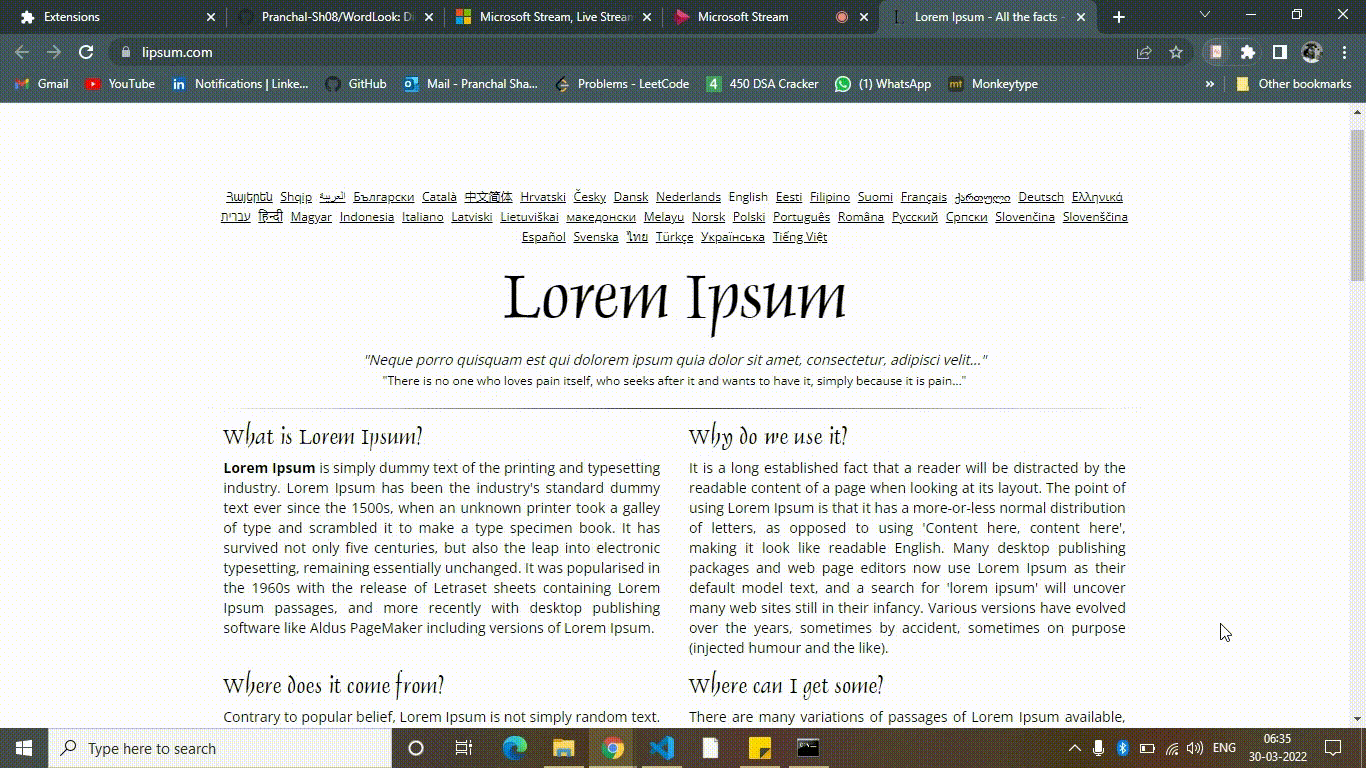 Extensions
Pranchal-Sh08/WordLook: Di
Microsoft Stream, Live Stream
Microsoft Stream
Lorem Ipsum - All the facts -
lipsum.com
Gmail YouTube Notifications | Linke... GitHub Mail - Pranchal Sha... Problems - LeetCode 450 DSA Cracker (1) WhatsApp Monkeytype » Other bookmarks
Հայերեն Shqip العربية Български Català 中文简体 Hrvatski Česky Dansk Nederlands English Eesti Filipino Suomi Français ქართული Deutsch Ελληνικά
עברית हिन्दी Magyar Indonesia Italiano Latviski Lietuviškai македонски Melayu Norsk Polski Português Româna Русский Српски Slovenčina Slovenščina
Español Svenska ไทย Türkçe Українська Tiếng Việt
Lorem Ipsum
"Neque porro quisquam est qui dolorem ipsum quia dolor sit amet, consectetur, adipisci velit..."
"There is no one who loves pain itself, who seeks after it and wants to have it, simply because it is pain..."
What is Lorem Ipsum?
Lorem Ipsum is simply dummy text of the printing and typesetting
industry. Lorem Ipsum has been the industry's standard dummy
text ever since the 1500s, when an unknown printer took a galley
of type and scrambled it to make a type specimen book. It has
survived not only five centuries, but also the leap into electronic
typesetting, remaining essentially unchanged. It was popularised in
the 1960s with the release of Letraset sheets containing Lorem
Ipsum passages, and more recently with desktop publishing
software like Aldus PageMaker including versions of Lorem Ipsum.
Why do we use it?
It is a long established fact that a reader will be distracted by the
readable content of a page when looking at its layout. The point of
using Lorem Ipsum is that it has a more-or-less normal distribution
of letters, as opposed to using 'Content here, content here',
making it look like readable English. Many desktop publishing
packages and web page editors now use Lorem Ipsum as their
default model text, and a search for 'lorem ipsum' will uncover
many web sites still in their infancy. Various versions have evolved
over the years, sometimes by accident, sometimes on purpose
(injected humour and the like).
Where does it come from?
Contrary to popular belief, Lorem Ipsum is not simply random text.
Where can I get some?
There are many variations of passages of Lorem Ipsum available,
Type here to search
ENG
06:35
30-03-2022